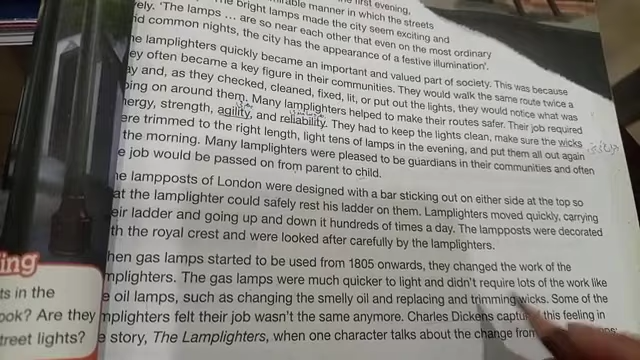 first evening,
manner in which the streets
bright lamps made the city seem exciting and
'The lamps … are so near each other that even on the most ordinary
common nights, the city has the appearance of a festive illumination'.
lamplighters quickly became an important and valued part of society. This was because
often became a key figure in their communities. They would walk the same route twice a
and, as they checked, cleaned, fixed, lit, or put out the lights, they would notice what was
going on around them. Many lamplighters helped to make their routes safer. Their job required
energy, strength, agility, and reliability. They had to keep the lights clean, make sure the wicks
were trimmed to the right length, light tens of lamps in the evening, and put them all out again
the morning. Many lamplighters were pleased to be guardians in their communities and often
job would be passed on from parent to child.
lampposts of London were designed with a bar sticking out on either side at the top so
at the lamplighter could safely rest his ladder on them. Lamplighters moved quickly, carrying
eir ladder and going up and down it hundreds of times a day. The lampposts were decorated
th the royal crest and were looked after carefully by the lamplighters.
hen gas lamps started to be used from 1805 onwards, they changed the work of the
mplighters. The gas lamps were much quicker to light and didn't require lots of the work like
oil lamps, such as changing the smelly oil and replacing and trimming wicks. Some of the
mplighters felt their job wasn't the same anymore. Charles Dickens captured this feeling in
story, The Lamplighters, when one character talks about the change from
ing
ts in the
ook? Are they
treet lights?